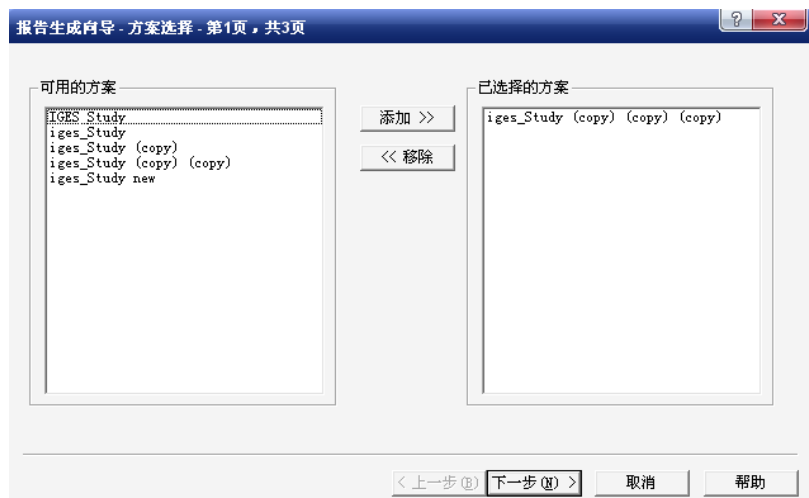 报告生成向导 - 方案选择 - 第1页，共3页
?
X
可用的方案
IGES Study
iges_Study
iges_Study (copy)
iges_Study (copy) (copy)
iges_Study new
添加 >>
<< 移除
已选择的方案
iges_Study (copy) (copy) (copy)
< 上一步(B)
下一步(N) >
取消
帮助